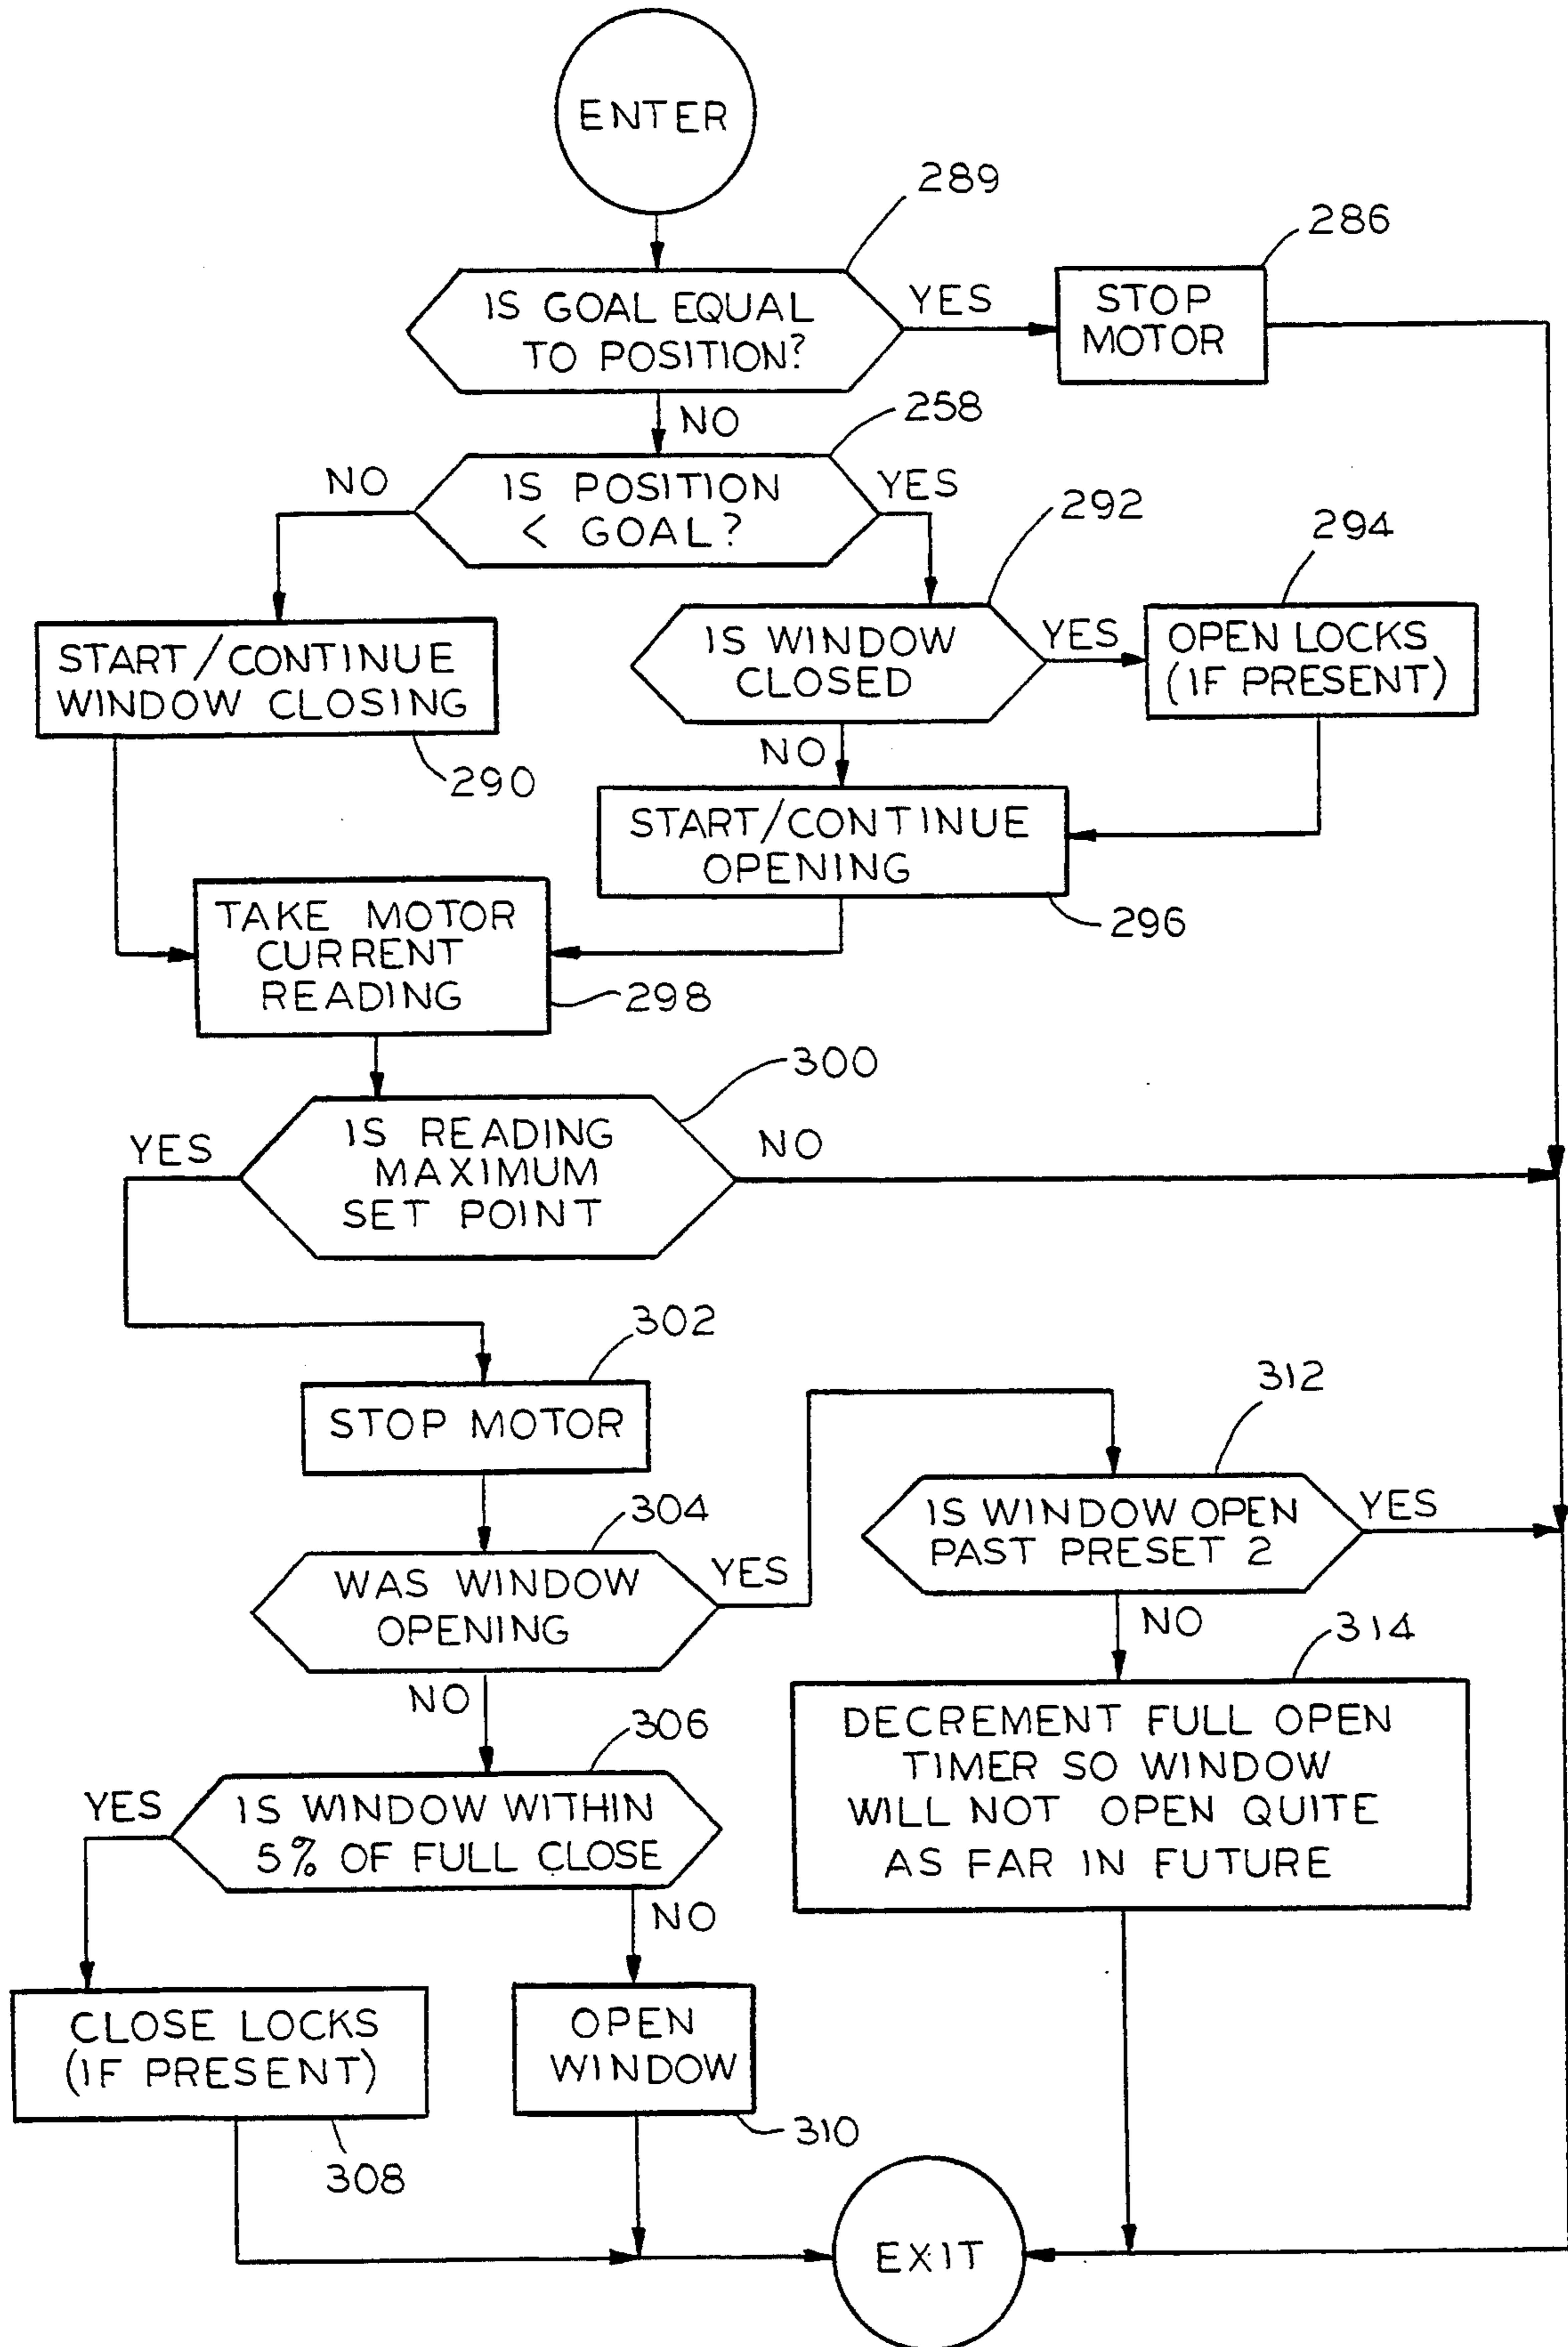 ENTER
289
286
IS GOAL EQUAL
TO POSITION?
YES
STOP
MOTOR
NO
258
NO
IS POSITION
< GOAL?
YES
292
294
START/CONTINUE
WINDOW CLOSING
IS WINDOW
CLOSED
YES
OPEN LOCKS
(IF PRESENT)
290
NO
START/CONTINUE
OPENING
296
TAKE MOTOR
CURRENT
READING
298
300
YES
IS READING
MAXIMUM
SET POINT
NO
302
STOP MOTOR
312
304
IS WINDOW OPEN
PAST PRESET 2
YES
WAS WINDOW
OPENING
YES
NO
314
NO
306
DECREMENT FULL OPEN
TIMER SO WINDOW
WILL NOT OPEN QUITE
AS FAR IN FUTURE
YES
IS WINDOW WITHIN
5% OF FULL CLOSE
NO
CLOSE LOCKS
(IF PRESENT)
OPEN
WINDOW
308
310
EXIT